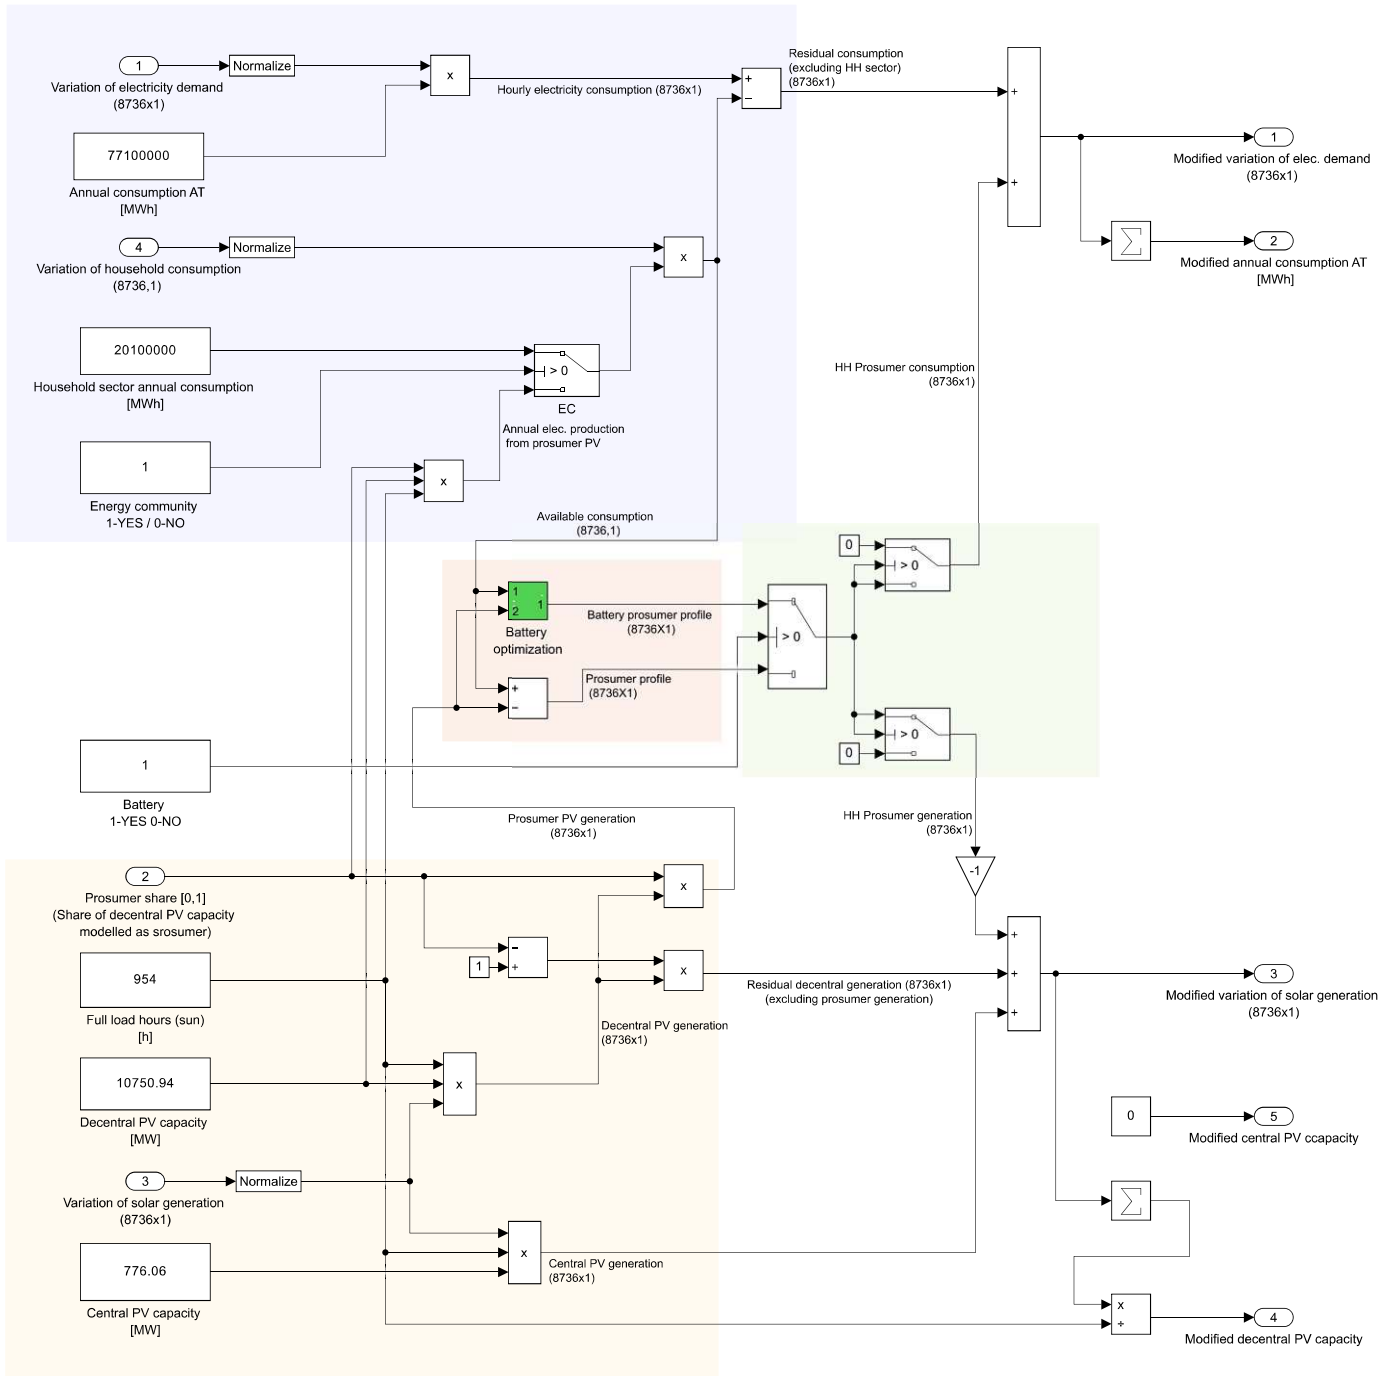 1
Normalize
Variation of electricity demand
(8736x1)
x
Hourly electricity consumption (8736x1)
+
−
Residual consumption
(excluding HH sector)
(8736x1)
+
+
77100000
Annual consumption AT
[MWh]
1
Modified variation of elec. demand
(8736x1)
4
Normalize
Variation of household consumption
(8736,1)
x
∑
2
Modified annual consumption AT
[MWh]
20100000
Household sector annual consumption
[MWh]
> 0
EC
HH Prosumer consumption
(8736x1)
Annual elec. production
from prosumer PV
1
Energy community
1-YES / 0-NO
x
Available consumption
(8736,1)
0
> 0
1
2
1
Battery
optimization
Battery prosumer profile
(8736X1)
> 0
+
−
Prosumer profile
(8736X1)
> 0
0
1
Battery
1-YES 0-NO
Prosumer PV generation
(8736x1)
HH Prosumer generation
(8736x1)
-1
2
Prosumer share [0,1]
(Share of decentral PV capacity
modelled as srosumer)
x
1
−
+
x
Residual decentral generation (8736x1)
(excluding prosumer generation)
+
+
+
3
Modified variation of solar generation
(8736x1)
954
Full load hours (sun)
[h]
Decentral PV generation
(8736x1)
10750.94
Decentral PV capacity
[MW]
x
0
5
Modified central PV ccapacity
3
Normalize
Variation of solar generation
(8736x1)
∑
776.06
Central PV capacity
[MW]
x
Central PV generation
(8736x1)
x
÷
4
Modified decentral PV capacity